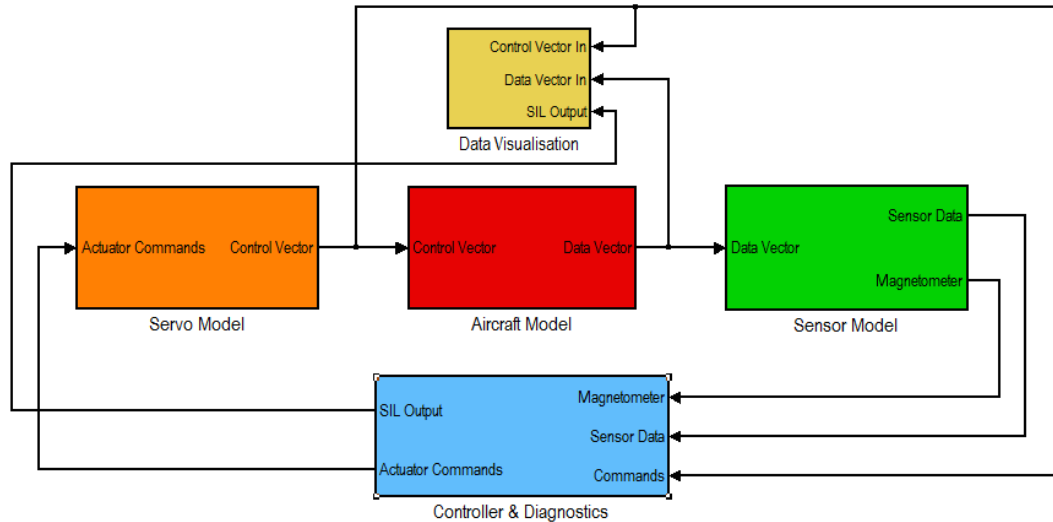 Control Vector In
Data Vector In
SIL Output
Data Visualisation
Actuator Commands
Control Vector
Servo Model
Control Vector
Data Vector
Aircraft Model
Data Vector
Sensor Data
Magnetometer
Sensor Model
SIL Output
Actuator Commands
Magnetometer
Sensor Data
Commands
Controller & Diagnostics